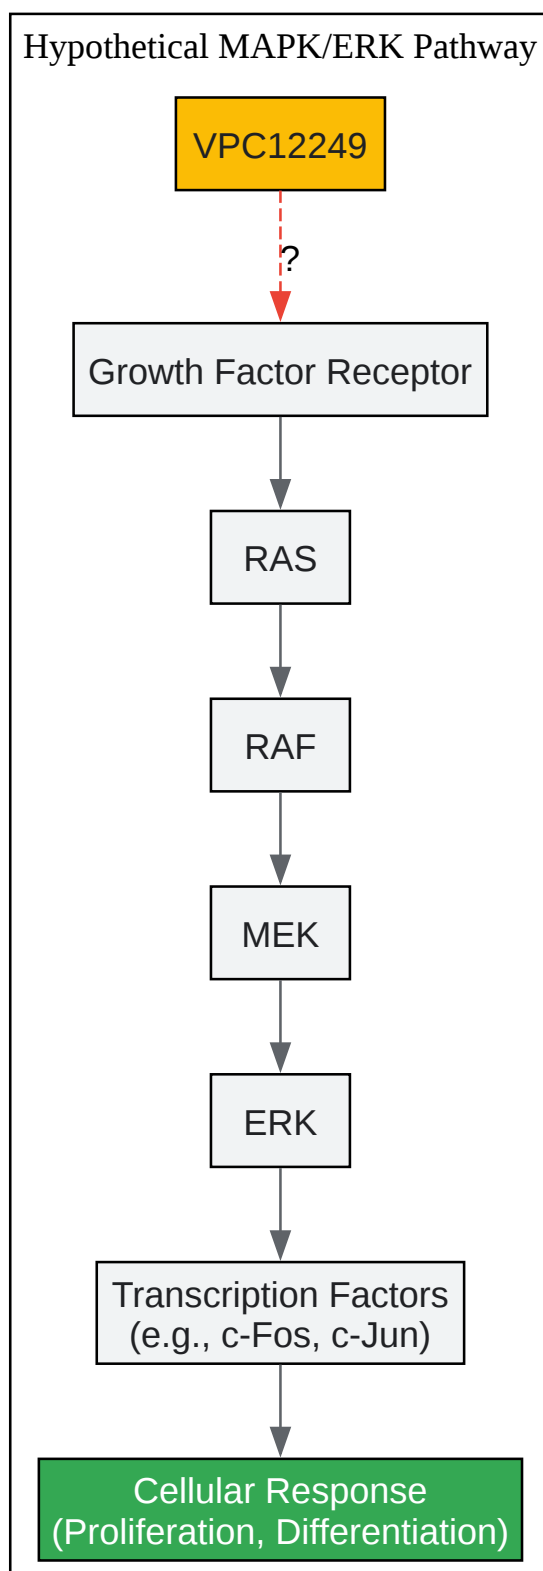 Hypothetical MAPK/ERK Pathway
VPC12249
?
Growth Factor Receptor
RAS
RAF
MEK
ERK
Transcription Factors
(e.g., c-Fos, c-Jun)
Cellular Response
(Proliferation, Differentiation)